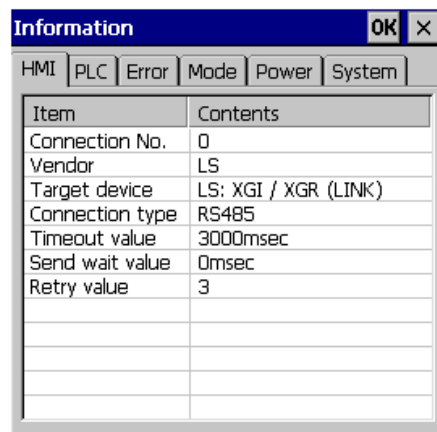 Information OK ×
HMI PLC Error Mode Power System
Item Contents
Connection No. 0
Vendor LS
Target device LS: XGI / XGR (LINK)
Connection type RS485
Timeout value 3000msec
Send wait value 0msec
Retry value 3